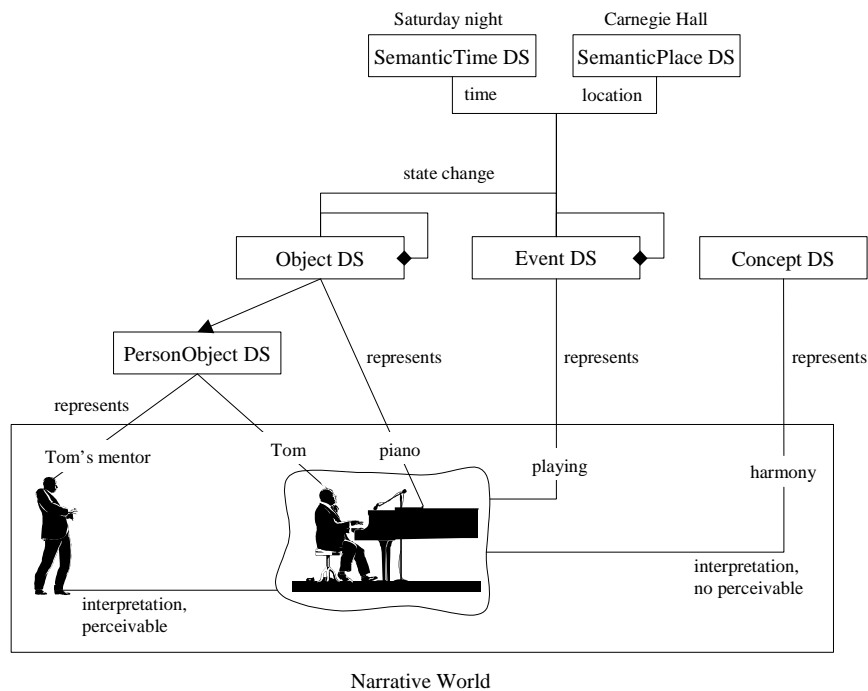 Saturday night
Carnegie Hall
SemanticTime DS
SemanticPlace DS
time
location
state change
Object DS
Event DS
Concept DS
PersonObject DS
represents
represents
represents
represents
Tom’s mentor
Tom
piano
playing
harmony
interpretation,
no perceivable
interpretation,
perceivable
Narrative World